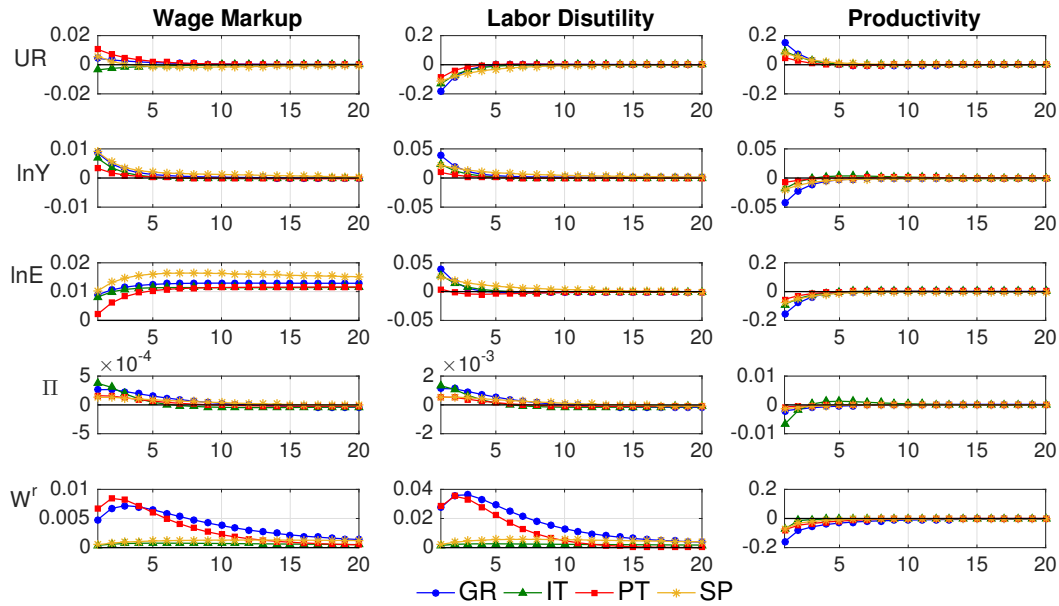 Wage Markup Labor Disutility Productivity
UR 0.02 0 -0.02 5 10 15 20 0.2 0 -0.2 5 10 15 20 0.2 0 -0.2 5 10 15 20
lnY 0.01 0 -0.01 5 10 15 20 0.05 0 -0.05 5 10 15 20 0.05 0 -0.05 5 10 15 20
lnE 0.02 0.01 0 5 10 15 20 0.05 0 -0.05 5 10 15 20 0.2 0 -0.2 5 10 15 20
Π 5 ×10⁻⁴ 0 5 5 10 15 20 2 ×10⁻³ 0 -2 5 10 15 20 0.01 0 -0.01 5 10 15 20
Wʳ 0.01 0.005 0 5 10 15 20 0.04 0.02 0 5 10 15 20 0.2 0 -0.2 5 10 15 20
GR IT PT SP